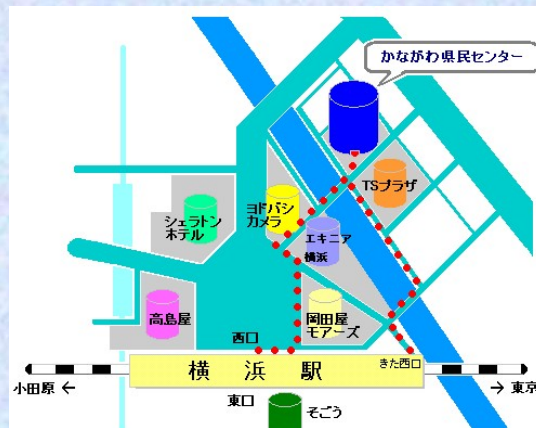 かながわ県民センター
TSプラザ
ヨドバシ
カメラ
エキニア
横浜
シェラトン
ホテル
高島屋
岡田屋
モアーズ
西口
きた西口
横浜駅
小田原 ←
→ 東京
東口
そごう